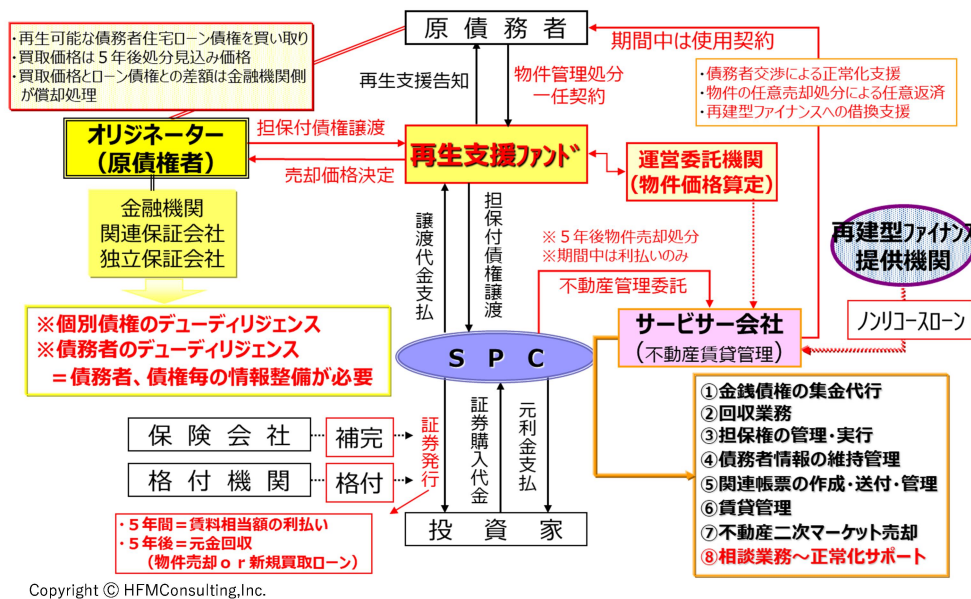 ・再生可能な債務者住宅ローン債権を買い取り
・買取価格は５年後処分見込み価格
・買取価格とローン債権との差額は金融機関側
が償却処理
原債務者
期間中は使用契約
・債務者交渉による正常化支援
・物件の任意売却処分による任意返済
・再建型ファイナンスへの借換支援
再生支援告知
物件管理処分
一任契約
オリジネーター
（原債権者）
担保付債権譲渡
売却価格決定
再生支援ﾌｧﾝﾄﾞ
運営委託機関
(物件価格算定)
金融機関
関連保証会社
独立保証会社
譲渡代金支払
担保付債権譲渡
※５年後物件売却処分
※期間中は利払いのみ
不動産管理委託
再建型ﾌｧｲﾅﾝｽ
提供機関
ノンリコースローン
※個別債権のデューディリジェンス
※債務者のデューディリジェンス
＝債務者、債権毎の情報整備が必要
サービサー会社
（不動産賃貸管理）
ＳＰＣ
保険会社
補完
格付機関
格付
証券発行
証券購入代金
元利金支払
①金銭債権の集金代行
②回収業務
③担保権の管理・実行
④債務者情報の維持管理
⑤関連帳票の作成・送付・管理
⑥賃貸管理
⑦不動産二次マーケット売却
⑧相談業務～正常化サポート
・５年間＝賃料相当額の利払い
・５年後＝元金回収
（物件売却ｏｒ新規買取ローン）
投資家
Copyright Ⓒ HFMConsulting,Inc.